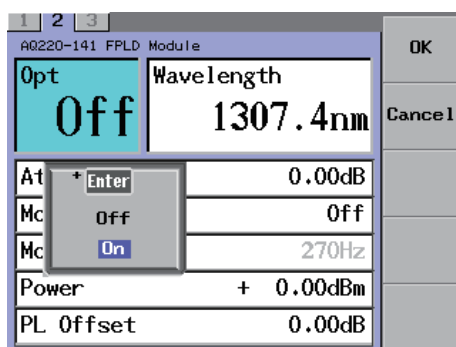 1 2 3
AQ220-141 FPLD Module
OK
Opt
Off
Wavelength
1307.4nm
Cancel
At 0.00dB
+ Enter
Off
On
Mo Off
Mo 270Hz
Power + 0.00dBm
PL Offset 0.00dB